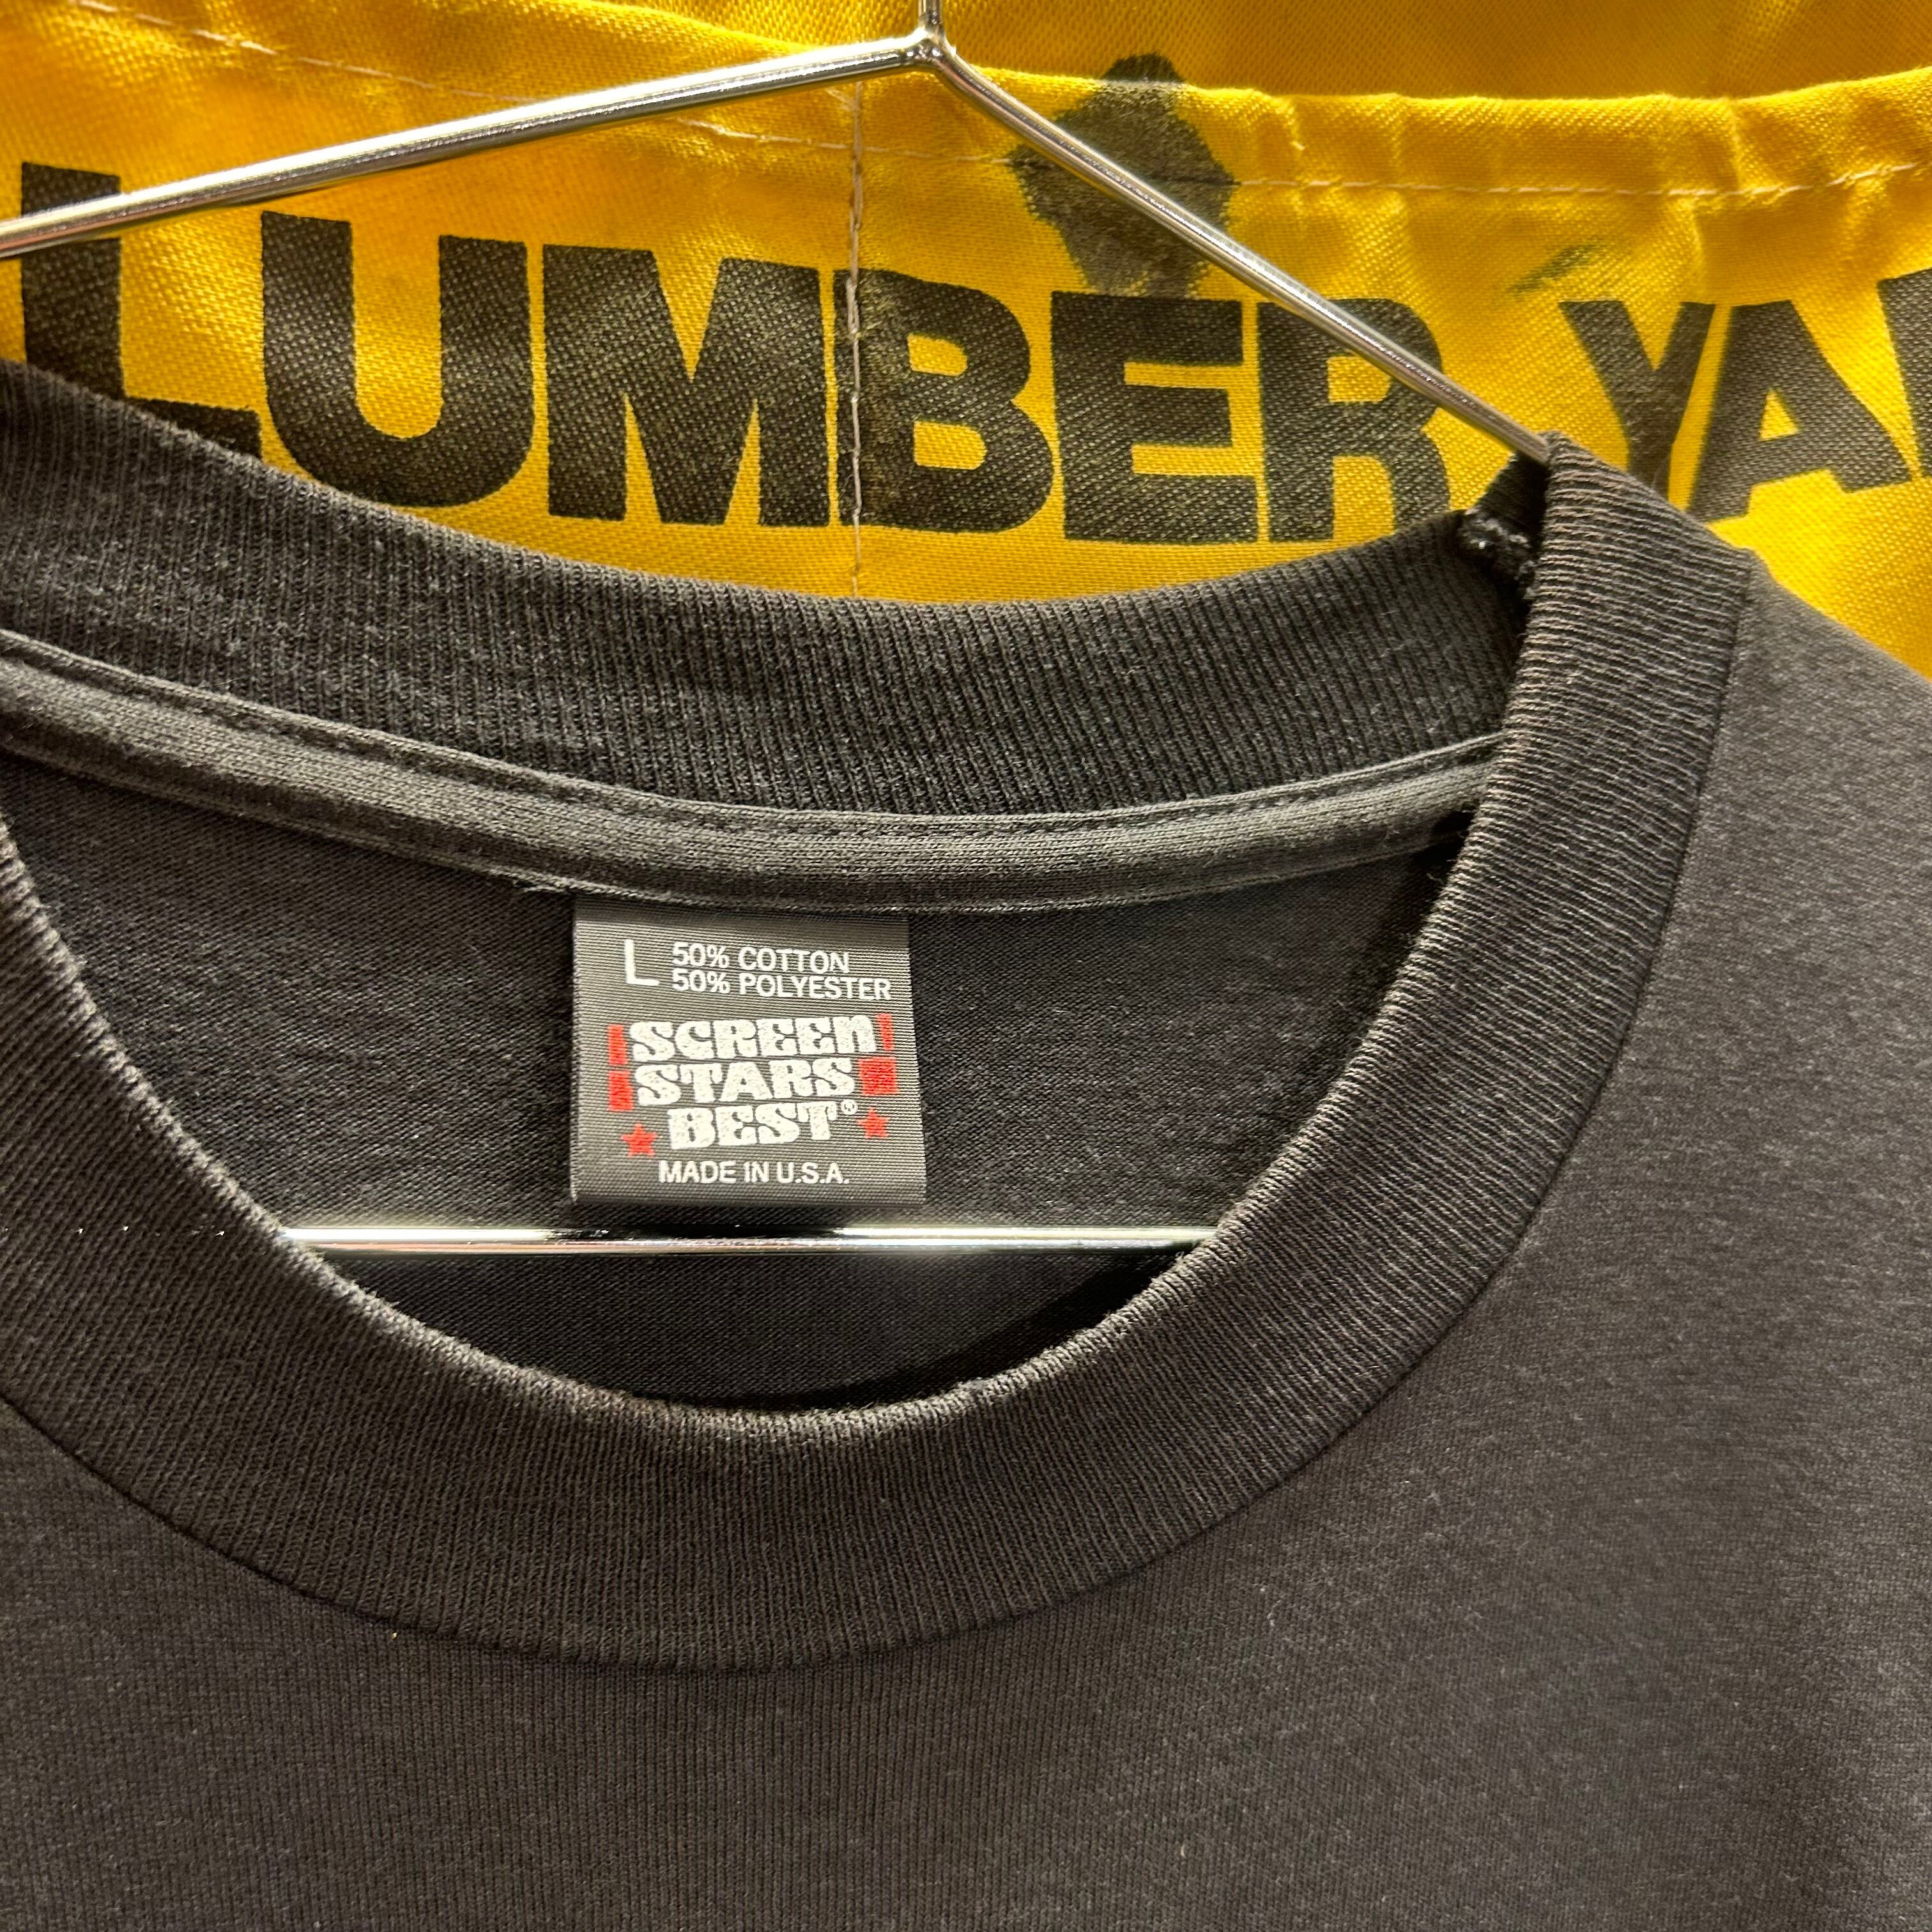 LUMBER YA
L 50% COTTON
50% POLYESTER
SCREEN
STARS
BEST®
MADE IN U.S.A.